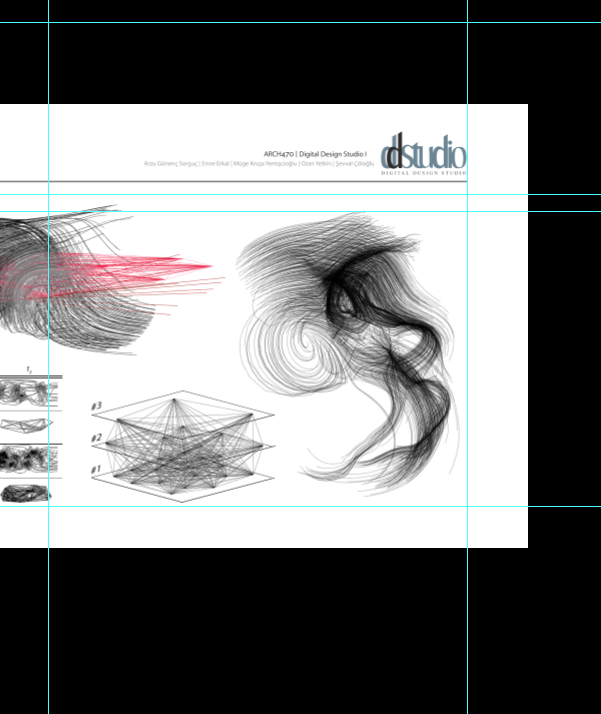 ARCH470 | Digital Design Studio I
Arzu Gönenç Sorguç | Emre Erkal | Müge Kruşa Yemişcioğlu | Ozan Yetkin | Şevval Çöloğlu
ddstudio
DIGITAL DESIGN STUDIO
t
#3
#2
#1